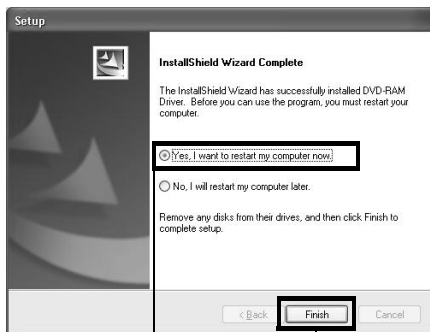 Setup
InstallShield Wizard Complete
The InstallShield Wizard has successfully installed DVD-RAM
Driver. Before you can use the program, you must restart your
computer.
Yes, I want to restart my computer now.
No, I will restart my computer later.
Remove any disks from their drives, and then click Finish to
complete setup.
< Back
Finish
Cancel